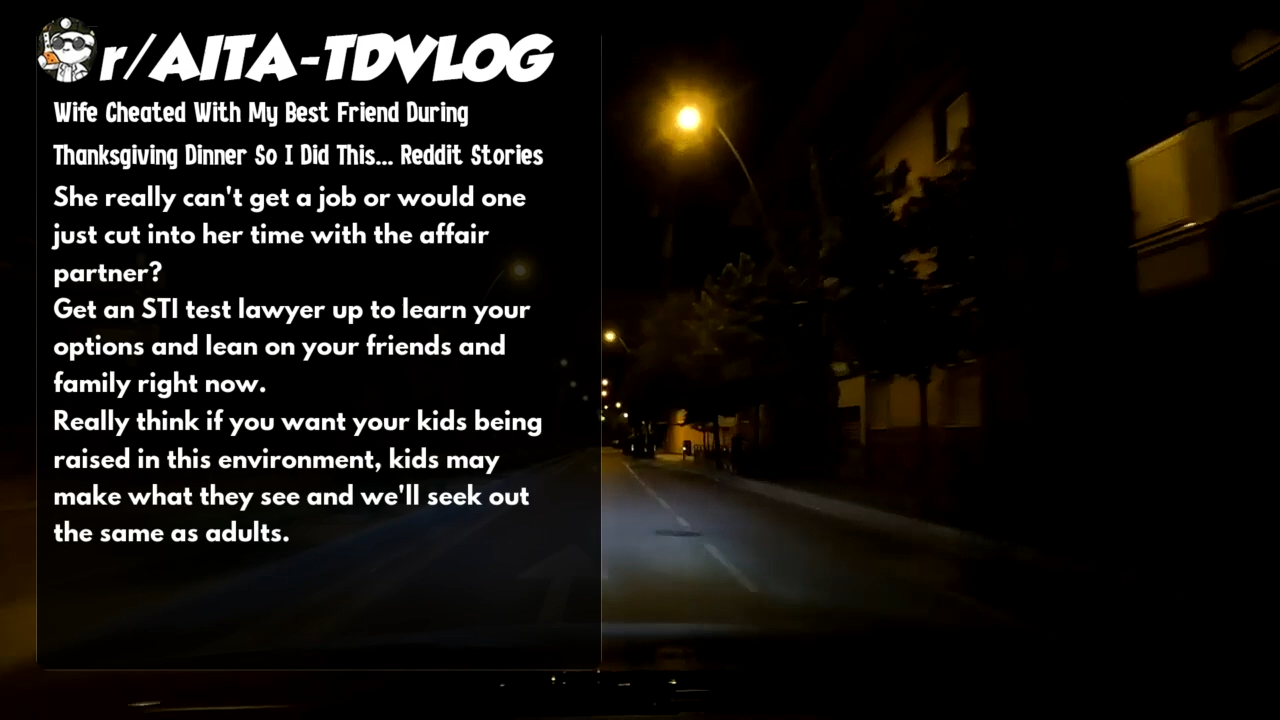 r/AITA-TDVLOG
Wife Cheated With My Best Friend During
Thanksgiving Dinner So I Did This... Reddit Stories
She really can't get a job or would one
just cut into her time with the affair
partner?
Get an STI test lawyer up to learn your
options and lean on your friends and
family right now.
Really think if you want your kids being
raised in this environment, kids may
make what they see and we'll seek out
the same as adults.